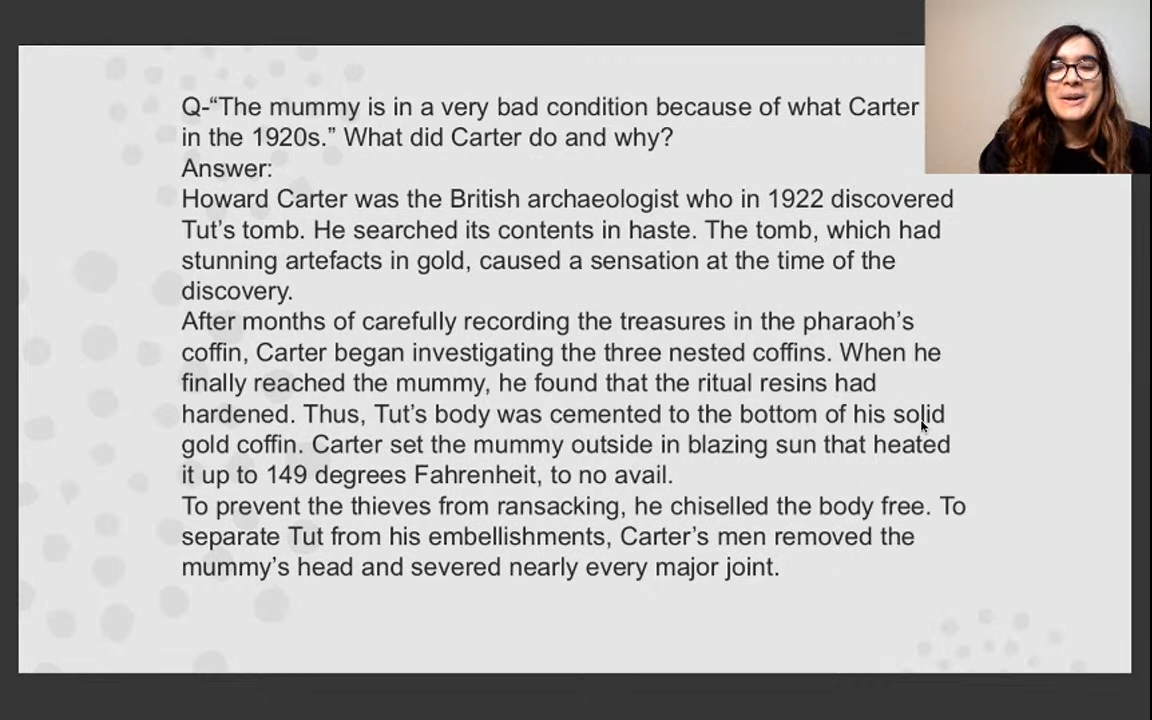 Q-“The mummy is in a very bad condition because of what Carter
in the 1920s.” What did Carter do and why?
Answer:
Howard Carter was the British archaeologist who in 1922 discovered
Tut’s tomb. He searched its contents in haste. The tomb, which had
stunning artefacts in gold, caused a sensation at the time of the
discovery.
After months of carefully recording the treasures in the pharaoh’s
coffin, Carter began investigating the three nested coffins. When he
finally reached the mummy, he found that the ritual resins had
hardened. Thus, Tut’s body was cemented to the bottom of his solid
gold coffin. Carter set the mummy outside in blazing sun that heated
it up to 149 degrees Fahrenheit, to no avail.
To prevent the thieves from ransacking, he chiselled the body free. To
separate Tut from his embellishments, Carter’s men removed the
mummy’s head and severed nearly every major joint.